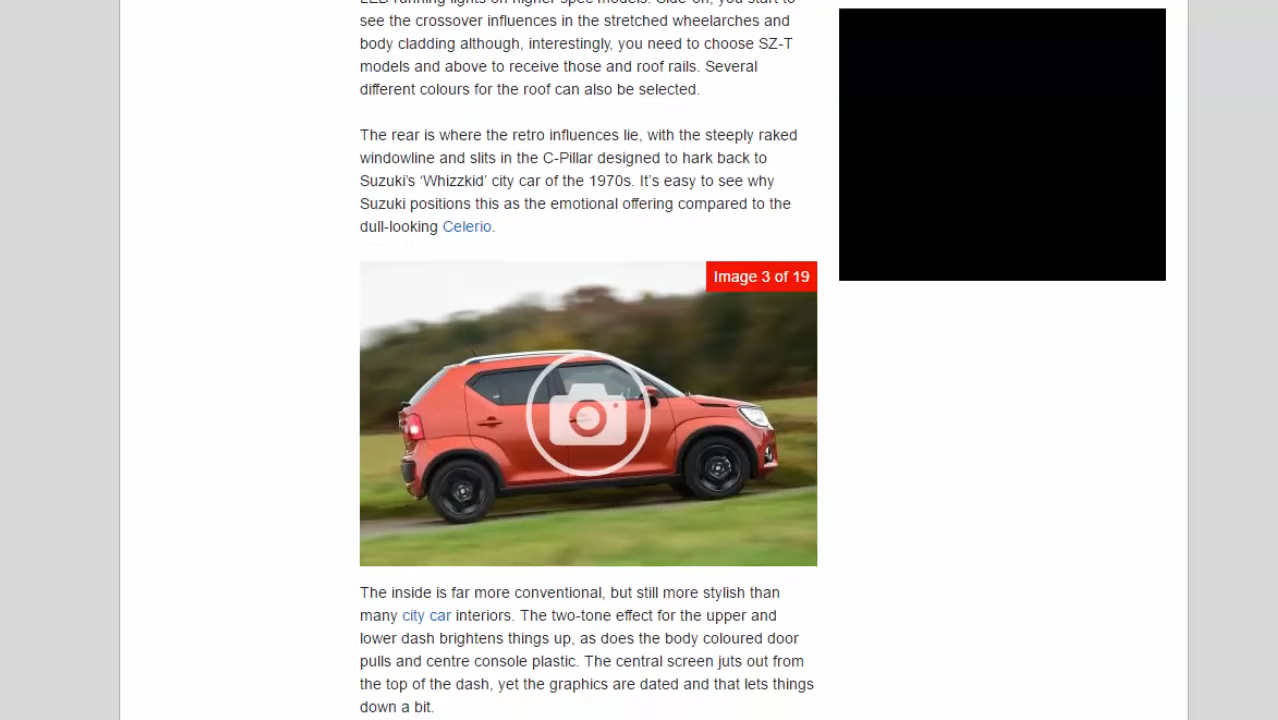 LED running lights on higher spec models. Side-on, you start to
see the crossover influences in the stretched wheelarches and
body cladding although, interestingly, you need to choose SZ-T
models and above to receive those and roof rails. Several
different colours for the roof can also be selected.
The rear is where the retro influences lie, with the steeply raked
windowline and slits in the C-Pillar designed to hark back to
Suzuki's ‘Whizzkid’ city car of the 1970s. It's easy to see why
Suzuki positions this as the emotional offering compared to the
dull-looking Celerio.
Image 3 of 19
The inside is far more conventional, but still more stylish than
many city car interiors. The two-tone effect for the upper and
lower dash brightens things up, as does the body coloured door
pulls and centre console plastic. The central screen juts out from
the top of the dash, yet the graphics are dated and that lets things
down a bit.